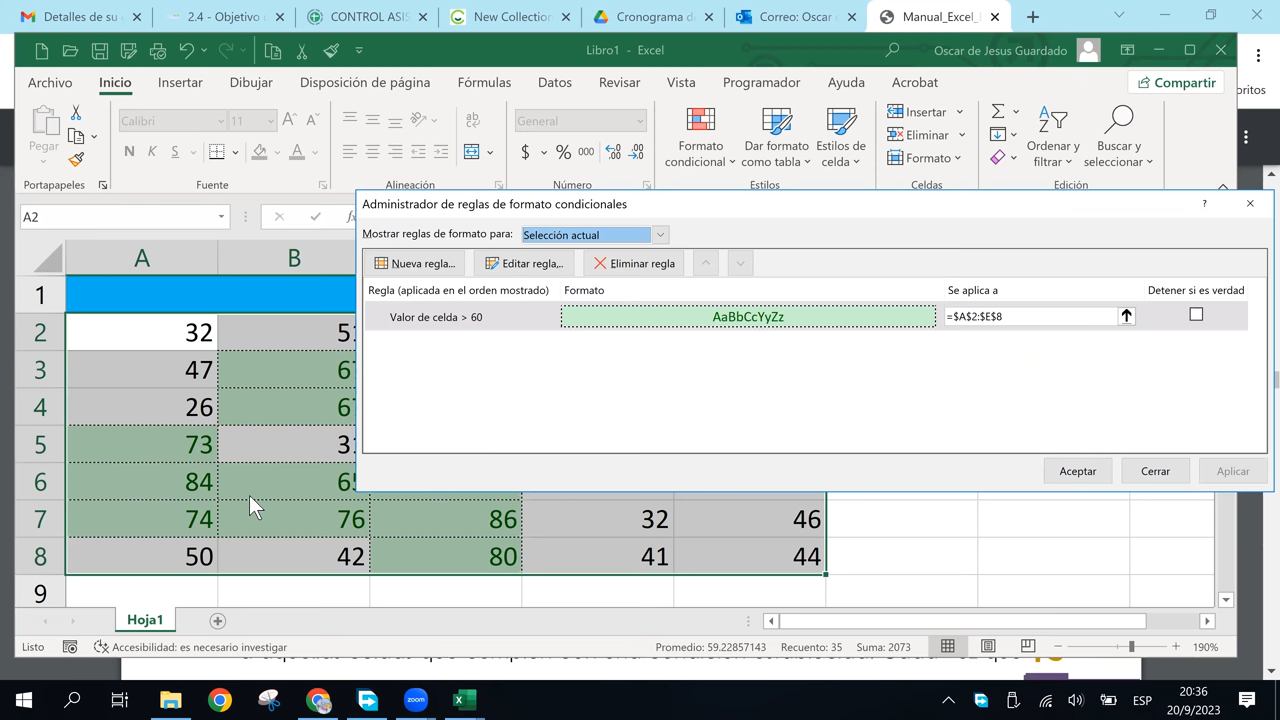 Detalles de su
2.4 - Objetivo
CONTROL ASIS
New Collection
Cronograma de
Correo: Oscar
Manual_Excel_
Libro1 - Excel
Oscar de Jesus Guardado
Archivo Inicio Insertar Dibujar Disposición de página Fórmulas Datos Revisar Vista Programador Ayuda Acrobat Compartir
oritos
Pegar
Calibri 11
N K S
General
$ % 000
Formato condicional
Dar formato como tabla
Estilos de celda
Insertar
Eliminar
Formato
Ordenar y filtrar
Buscar y seleccionar
Portapapeles Fuente Alineación Número Estilos Celdas Edición
A2
Administrador de reglas de formato condicionales
Mostrar reglas de formato para: Selección actual
Nueva regla... Editar regla... Eliminar regla
Regla (aplicada en el orden mostrado) Formato Se aplica a Detener si es verdad
Valor de celda > 60 AaBbCcYyZz =$A$2:$E$8
Aceptar Cerrar Aplicar
A B
1
2 32
3 47
4 26
5 73
6 84
7 74 76 86 32 46
8 50 42 80 41 44
9
Hoja1
Listo Accesibilidad: es necesario investigar Promedio: 59.22857143 Recuento: 35 Suma: 2073 190%
zoom
ESP
20:36
20/9/2023